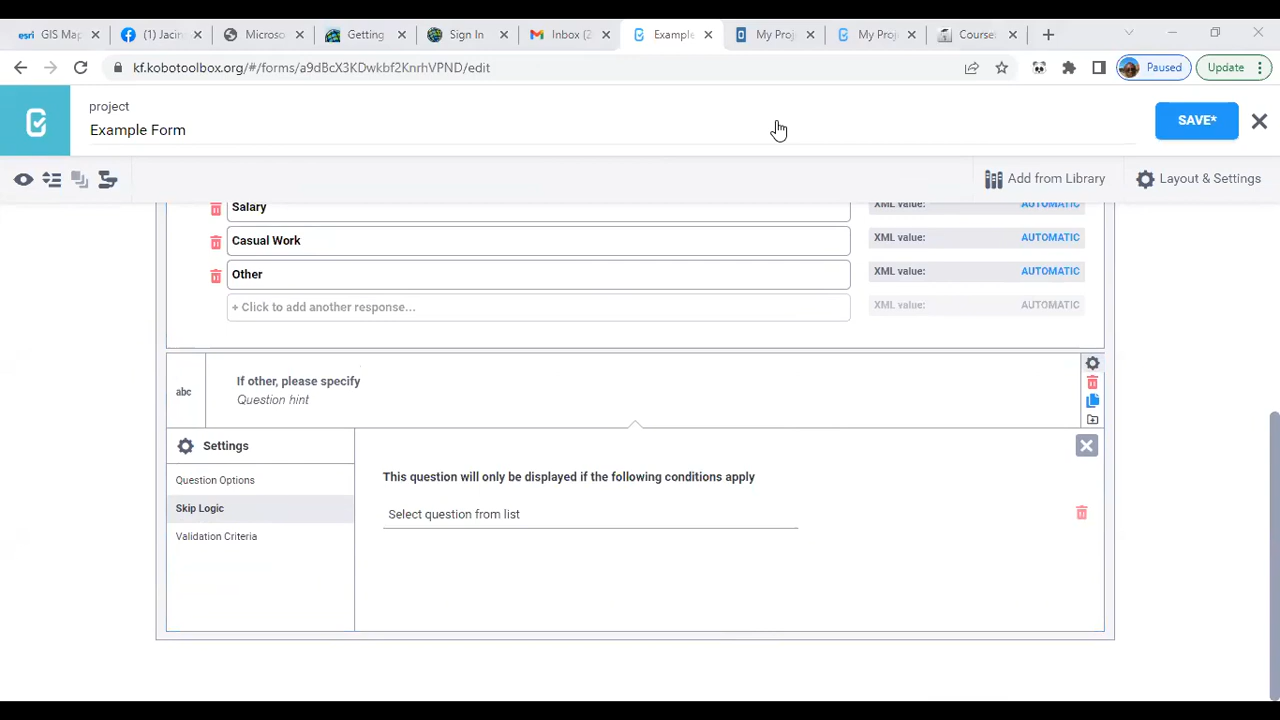 esri GIS Map
(1) Jacin
Microso
Getting
Sign In
Inbox (2
Example
My Proj
My Proj
Course
kf.kobotoolbox.org/#/forms/a9dBcX3KDwkbf2KnrhVPND/edit
Paused
Update
project
Example Form
SAVE*
Add from Library
Layout & Settings
Salary
XML value: AUTOMATIC
Casual Work
XML value: AUTOMATIC
Other
XML value: AUTOMATIC
+ Click to add another response...
XML value: AUTOMATIC
abc
If other, please specify
Question hint
Settings
Question Options
Skip Logic
Validation Criteria
This question will only be displayed if the following conditions apply
Select question from list